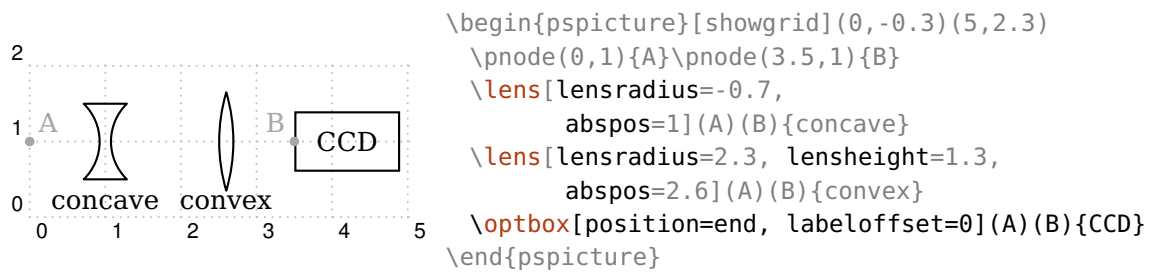 2
A
1
B
CCD
concave
convex
0
0 1 2 3 4 5
\begin{pspicture}[showgrid](0,-0.3)(5,2.3)
\pnode(0,1){A}\pnode(3.5,1){B}
\lens[lensradius=-0.7,
abspos=1](A)(B){concave}
\lens[lensradius=2.3, lensheight=1.3,
abspos=2.6](A)(B){convex}
\optbox[position=end, labeloffset=0](A)(B){CCD}
\end{pspicture}